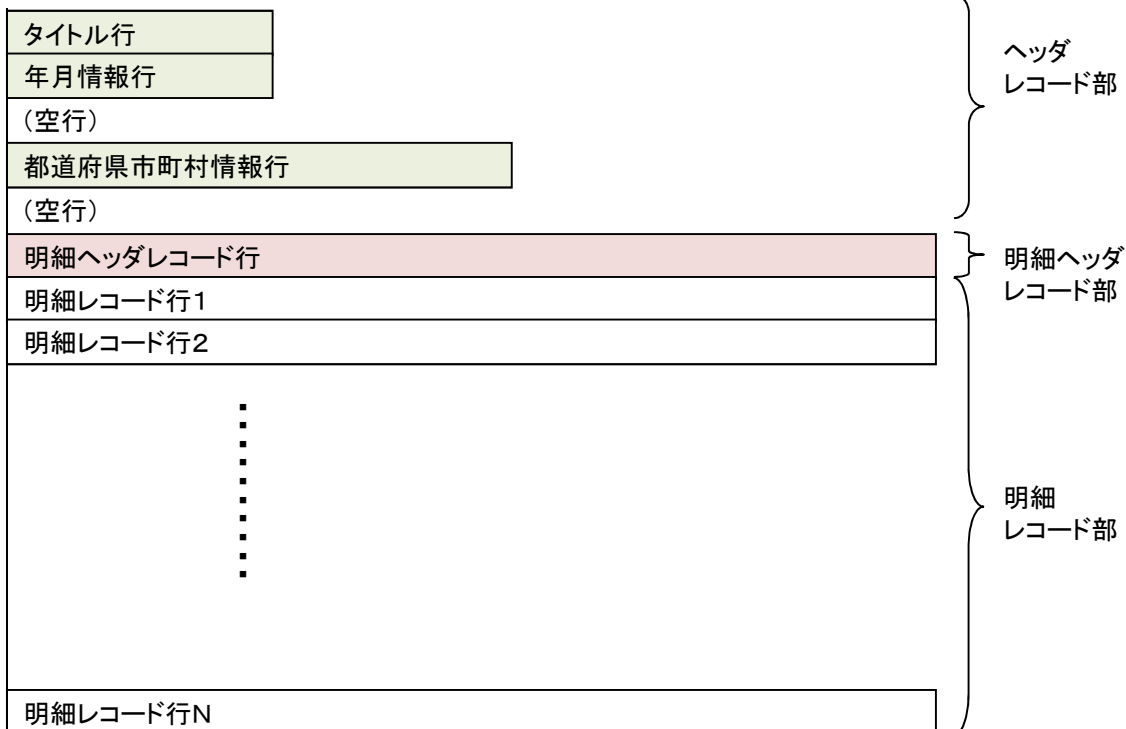 タイトル行
年月情報行
（空行）
都道府県市町村情報行
（空行）
ヘッダ
レコード部
明細ヘッダレコード行
明細レコード行１
明細レコード行２
明細ヘッダ
レコード部
明細
レコード部
明細レコード行Ｎ